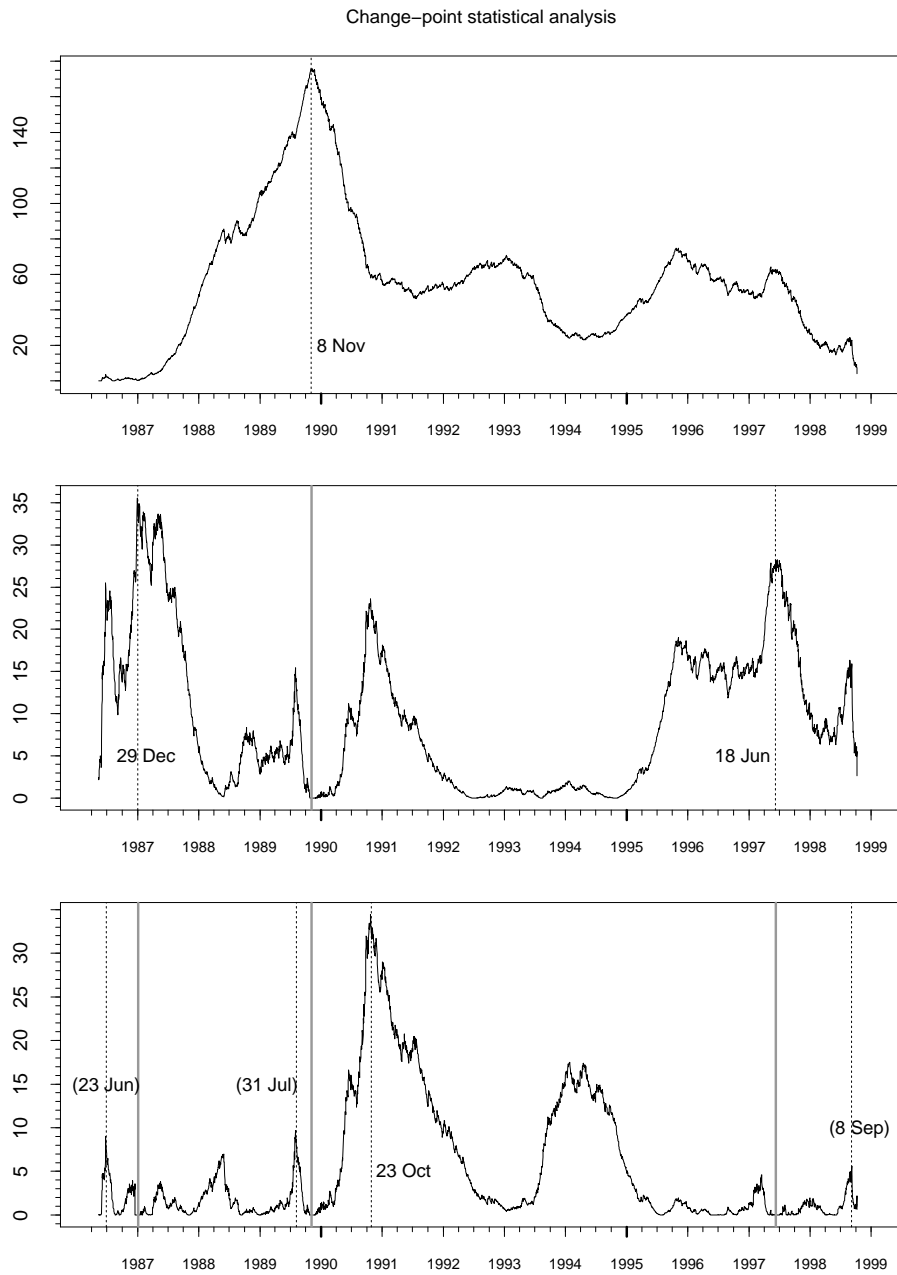 Change−point statistical analysis
140
100
60
20
8 Nov
1987 1988 1989 1990 1991 1992 1993 1994 1995 1996 1997 1998 1999
35
30
25
20
15
10
5
0
29 Dec 18 Jun
1987 1988 1989 1990 1991 1992 1993 1994 1995 1996 1997 1998 1999
30
25
20
15
10
5
0
(23 Jun) (31 Jul)
(8 Sep)
23 Oct
1987 1988 1989 1990 1991 1992 1993 1994 1995 1996 1997 1998 1999